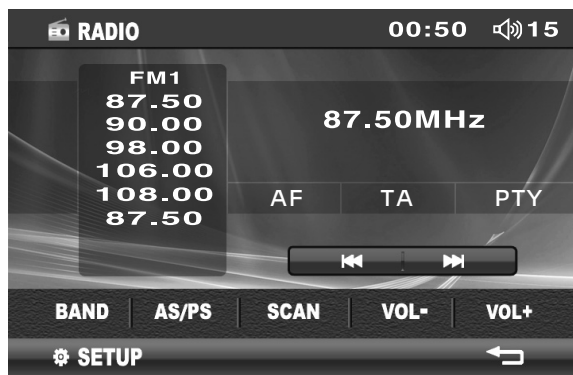 RADIO 00:50 15
FM1
87.50
90.00
98.00
106.00
108.00
87.50
87.50MHz
AF TA PTY
BAND AS/PS SCAN VOL- VOL+
SETUP